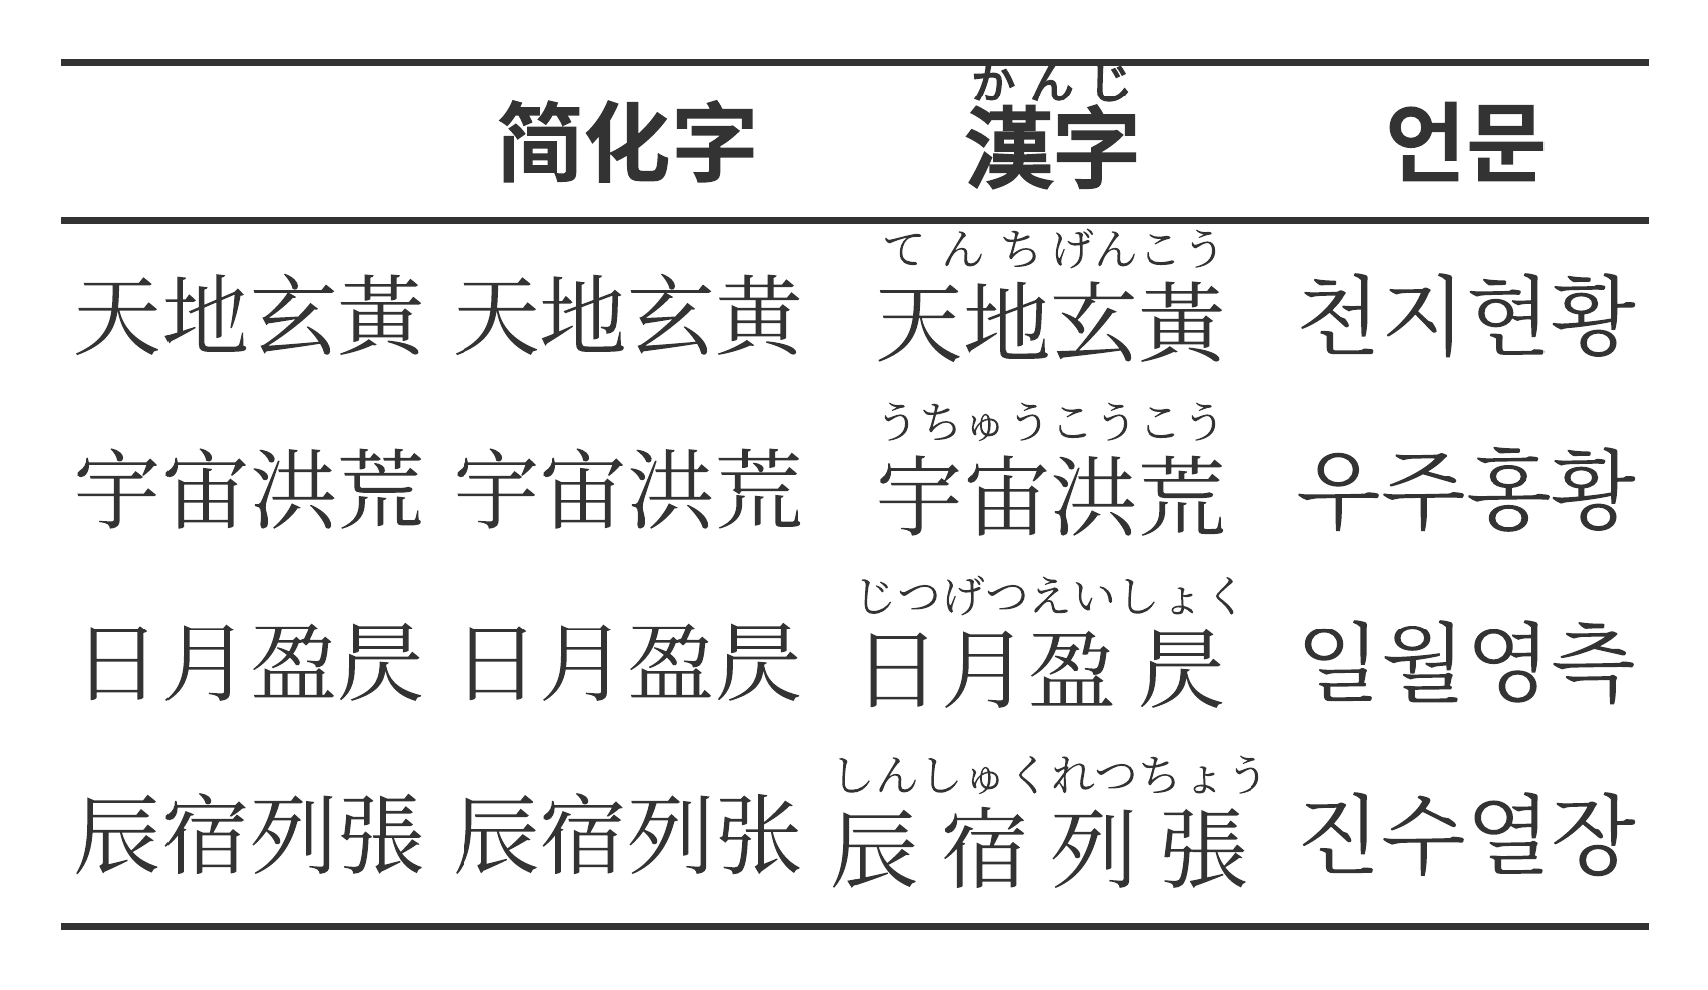 かんじ
简化字 漢字 언문
てんちげんこう
天地玄黃 天地玄黄 天地玄黃 천지현황
うちゅうこうこう
宇宙洪荒 宇宙洪荒 宇宙洪荒 우주홍황
じつげつえいしょく
日月盈昃 日月盈昃 日月盈昃 일월영측
しんしゅくれつちょう
辰宿列張 辰宿列张 辰宿列張 진수열장